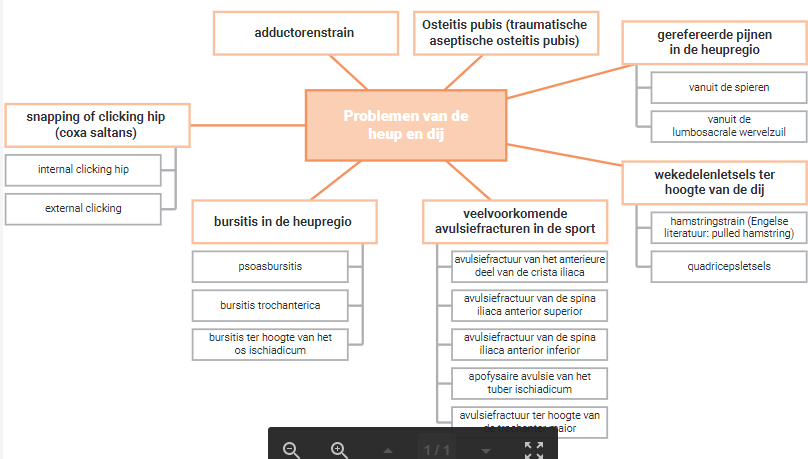 adductorenstrain
Osteitis pubis (traumatische
aseptische osteitis pubis)
gerefereerde pijnen
in de heupregio
vanuit de spieren
vanuit de
lumbosacrale wervelzuil
Problemen van de
heup en dij
snapping of clicking hip
(coxa saltans)
internal clicking hip
external clicking
wekedelenletsels ter
hoogte van de dij
hamstringstrain (Engelse
literatuur: pulled hamstring)
quadricepsletsels
bursitis in de heupregio
psoasbursitis
bursitis trochanterica
bursitis ter hoogte van het
os ischiadicum
veelvoorkomende
avulsiefracturen in de sport
avulsiefractuur van het anterieure
deel van de crista iliaca
avulsiefractuur van de spina
iliaca anterior superior
avulsiefractuur van de spina
iliaca anterior inferior
apofysaire avulsie van het
tuber ischiadicum
avulsiefractuur ter hoogte van
de trochanter maior
1 / 1